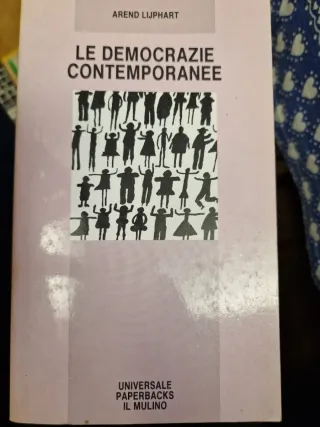 AREND LIJPHART
LE DEMOCRAZIE
CONTEMPORANEE
UNIVERSALE
PAPERBACKS
IL MULINO